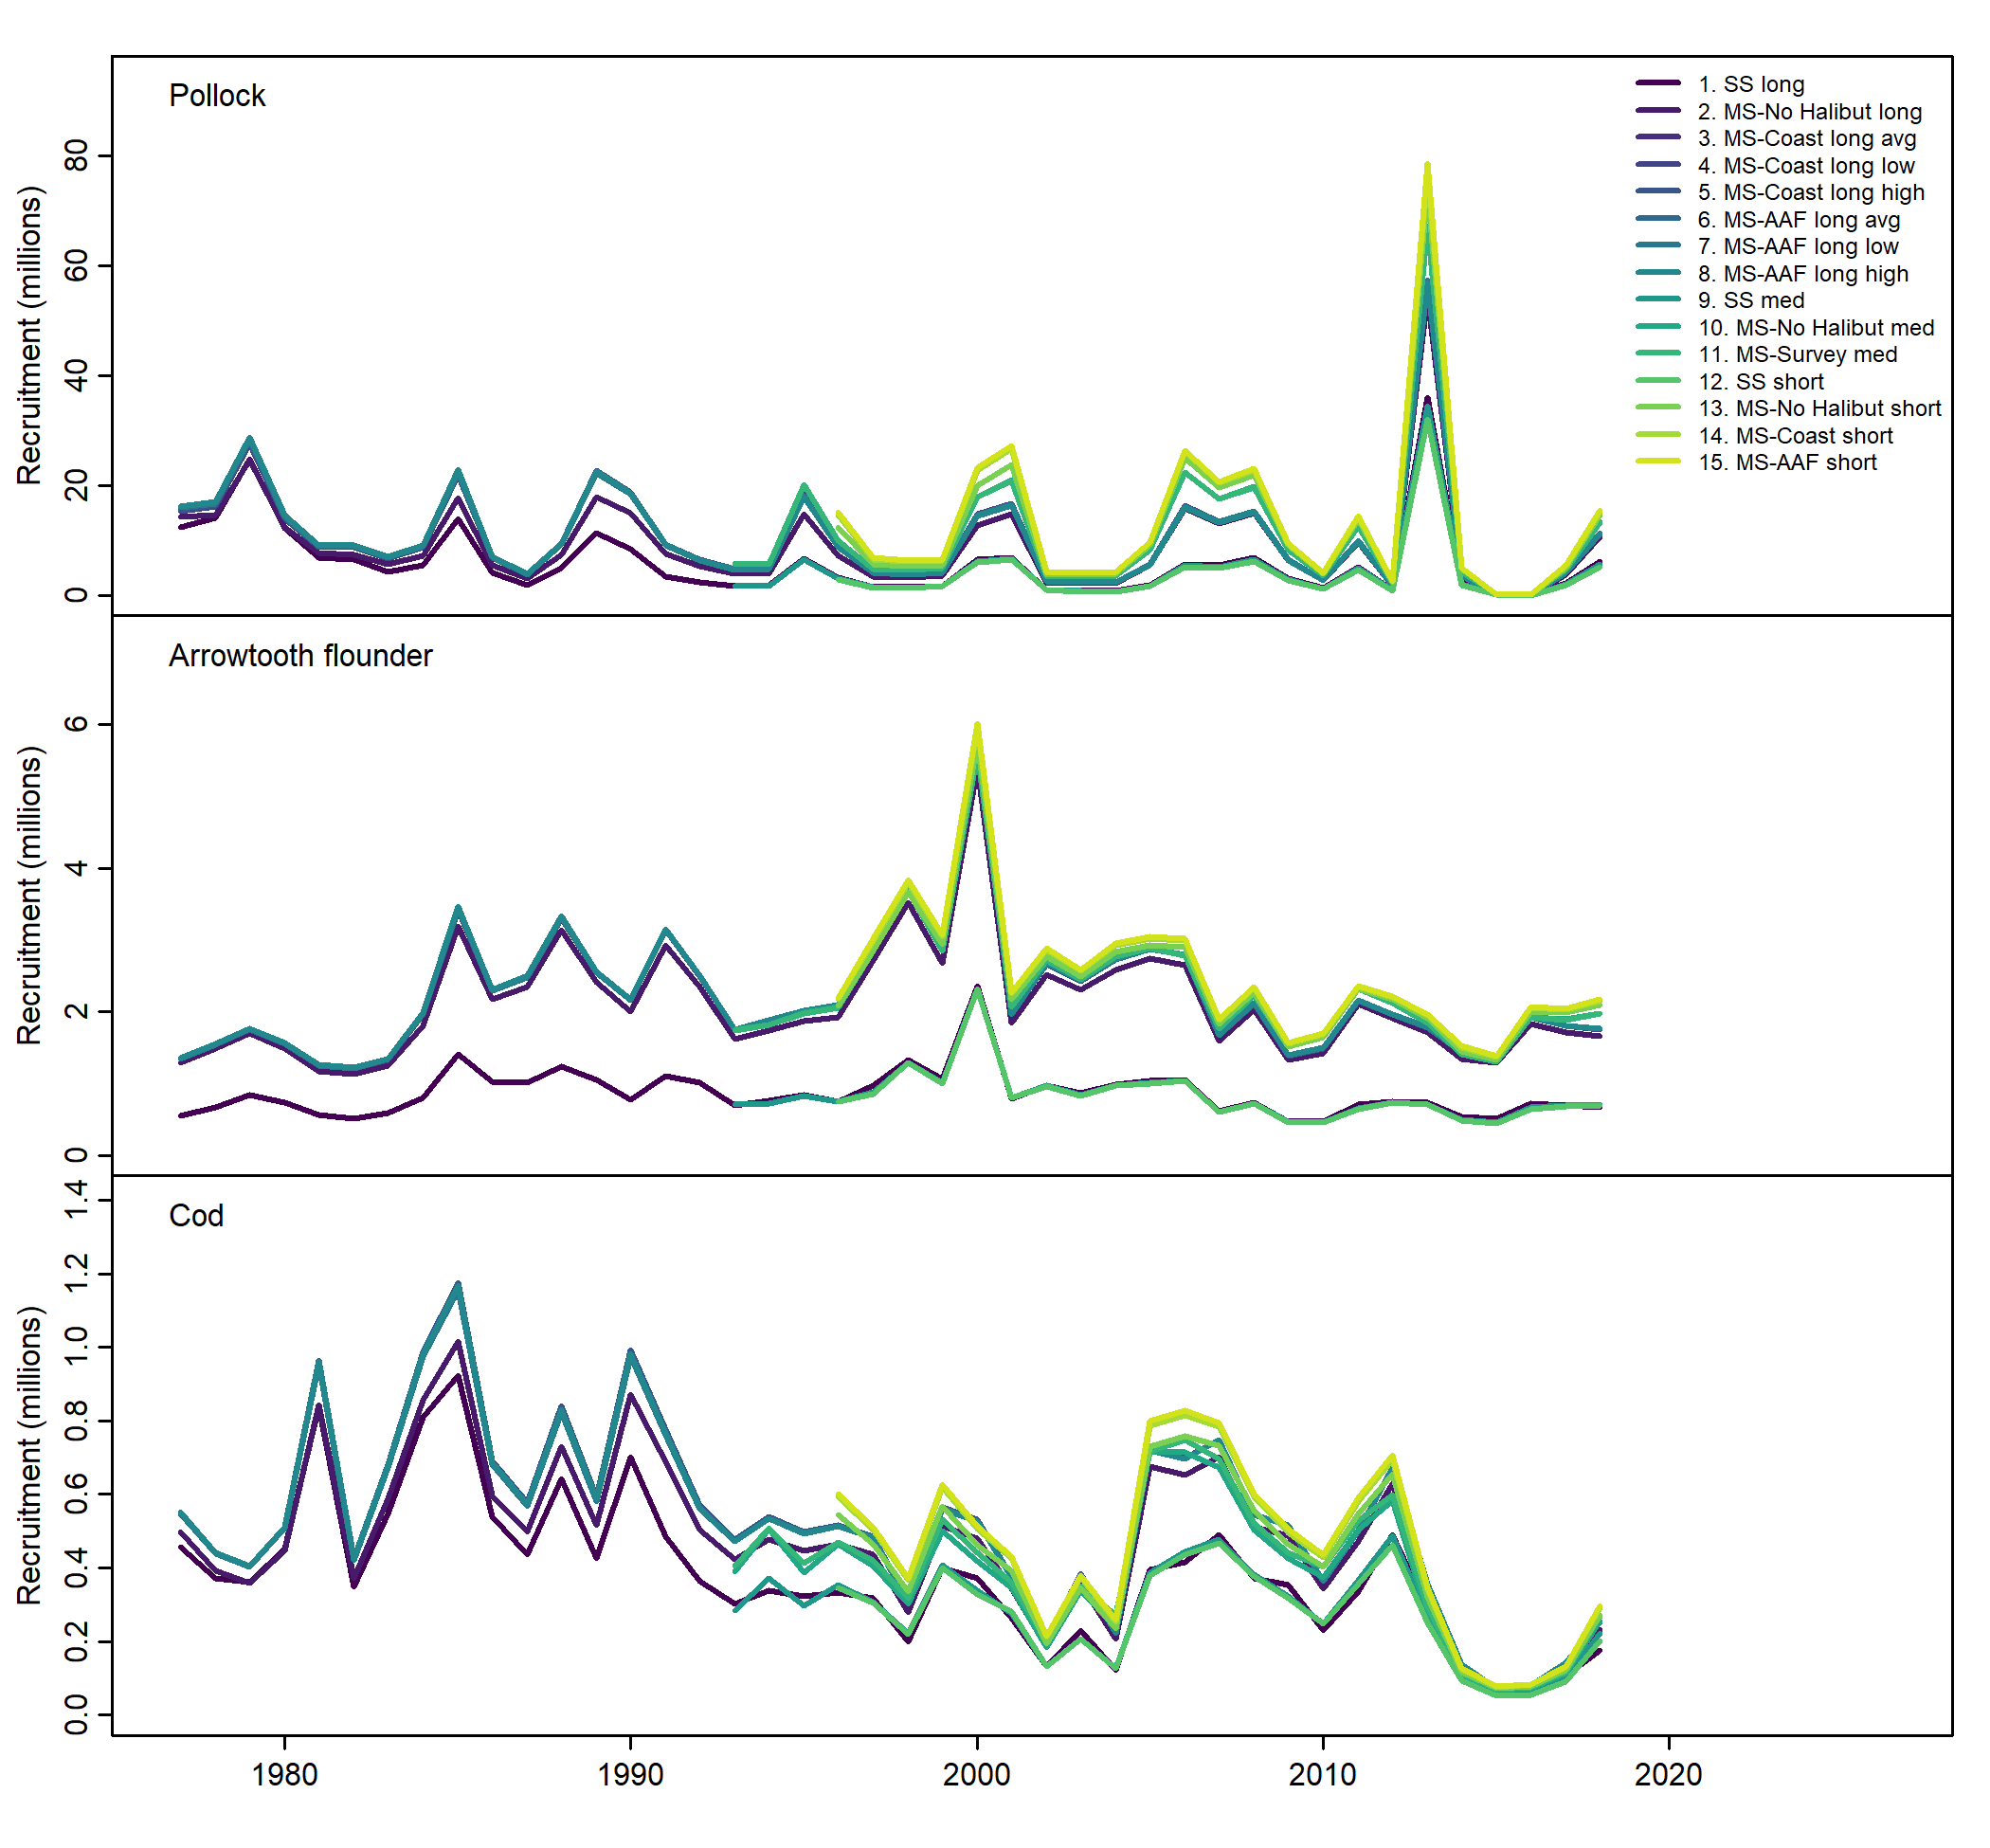 Pollock
1. SS long
2. MS-No Halibut long
3. MS-Coast long avg
4. MS-Coast long low
5. MS-Coast long high
6. MS-AAF long avg
7. MS-AAF long low
8. MS-AAF long high
9. SS med
10. MS-No Halibut med
11. MS-Survey med
12. SS short
13. MS-No Halibut short
14. MS-Coast short
15. MS-AAF short
Recruitment (millions)
80
60
40
20
0
Arrowtooth flounder
Recruitment (millions)
6
4
2
0
Cod
Recruitment (millions)
1.4
1.2
1.0
0.8
0.6
0.4
0.2
0.0
1980 1990 2000 2010 2020